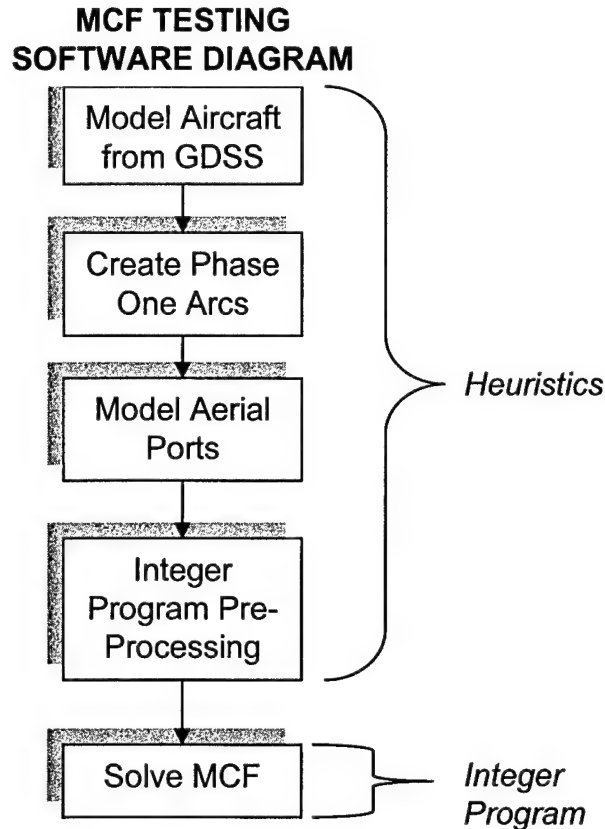 MCF TESTING
SOFTWARE DIAGRAM
Model Aircraft
from GDSS
Create Phase
One Arcs
Model Aerial
Ports
Heuristics
Integer
Program Pre-
Processing
Solve MCF
Integer
Program